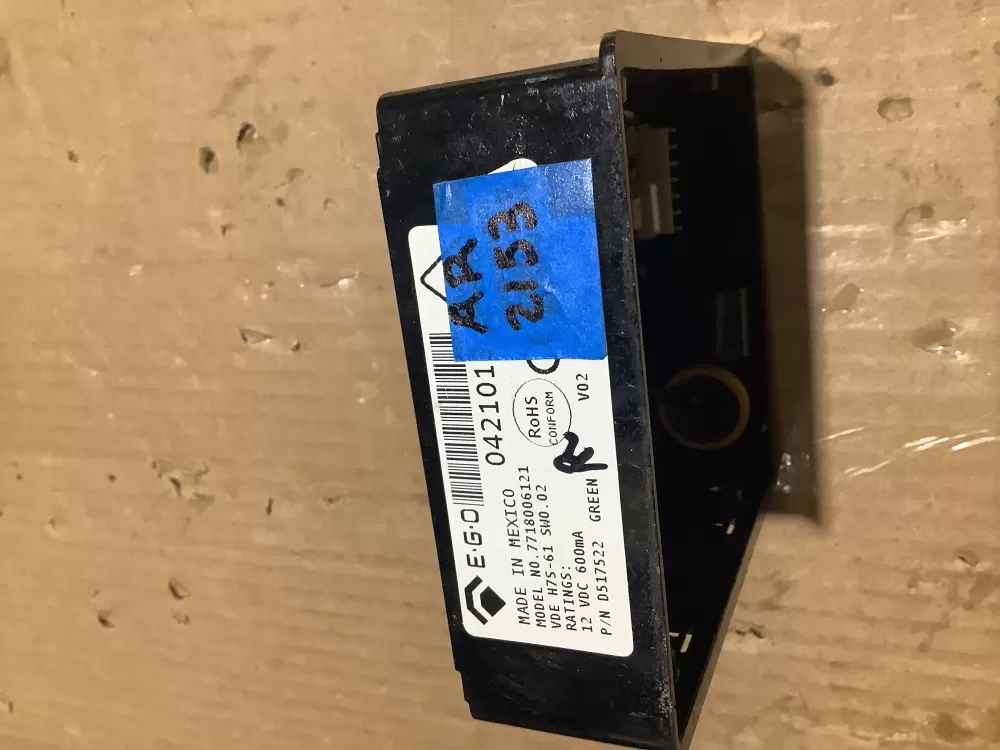 AR
2153
042101
E·G·O
RoHS
CONFORM
MADE IN MEXICO
MODEL NO.7718006121
VDE H75-61 SW0.02
RATINGS:
12 VDC 600mA
P/N D517522 GREEN V02